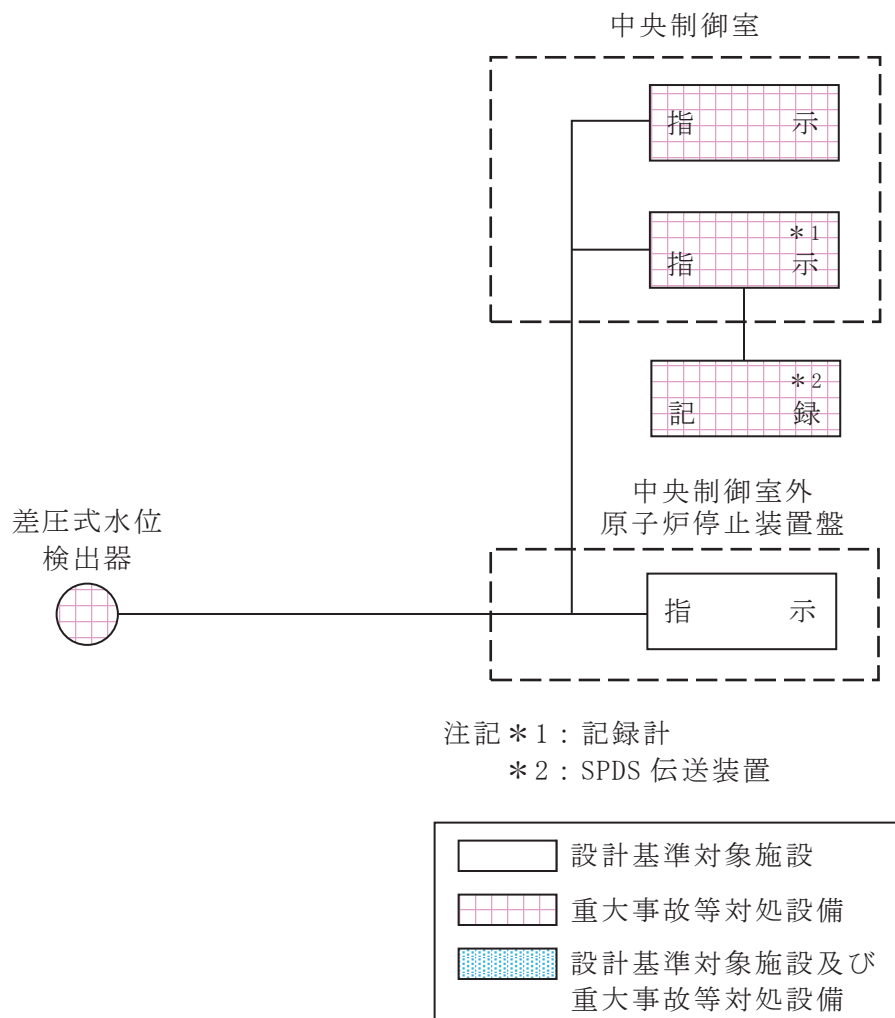 中央制御室
指示
＊1
指示
＊2
記録
中央制御室外
原子炉停止装置盤
差圧式水位
検出器
指示
注記＊1：記録計
＊2：SPDS 伝送装置
設計基準対象施設
重大事故等対処設備
設計基準対象施設及び
重大事故等対処設備